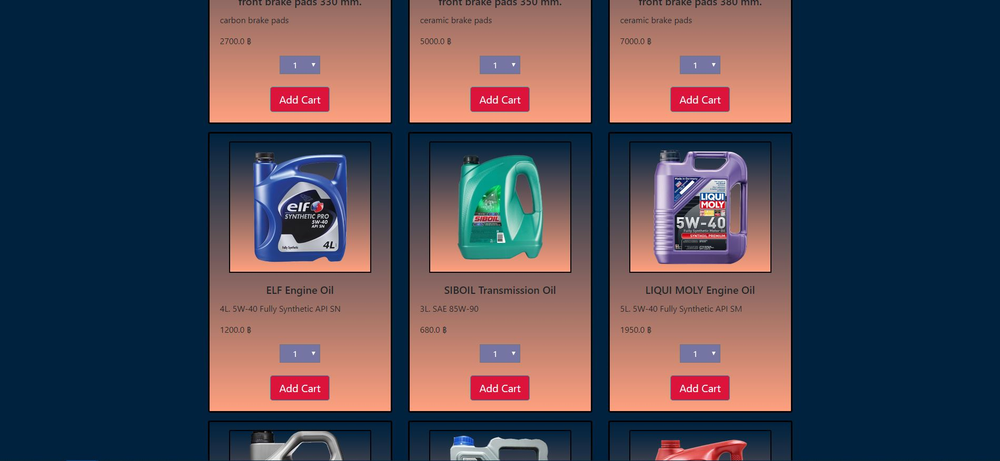 front brake pads 330 mm.
carbon brake pads
2700.0 ฿
1
Add Cart
front brake pads 350 mm.
ceramic brake pads
5000.0 ฿
1
Add Cart
front brake pads 380 mm.
ceramic brake pads
7000.0 ฿
1
Add Cart
elf
SYNTHETIC PRO
5W-40
API SN
Fully Synthetic
4L
ELF Engine Oil
4L. 5W-40 Fully Synthetic API SN
1200.0 ฿
1
Add Cart
SIBOIL
SIBOIL Transmission Oil
3L. SAE 85W-90
680.0 ฿
1
Add Cart
Made in Germany
LIQUI
MOLY
5W-40
Fully Synthetic Motor Oil
SYNTHOIL PREMIUM
5L
LIQUI MOLY Engine Oil
5L. 5W-40 Fully Synthetic API SM
1950.0 ฿
1
Add Cart